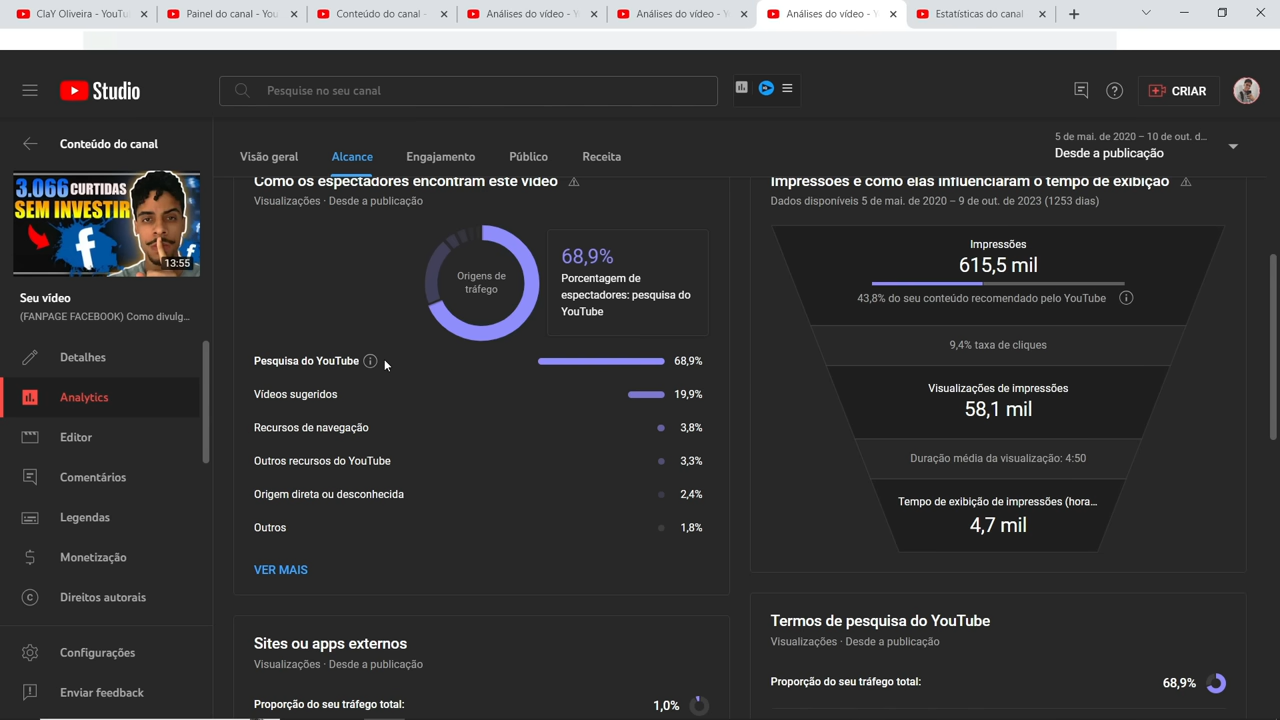 ClaY Oliveira - YouTu
Painel do canal - You
Conteúdo do canal -
Análises do vídeo - Y
Análises do vídeo - Y
Análises do vídeo - Y
Estatísticas do canal
Studio
Pesquise no seu canal
CRIAR
Conteúdo do canal
3.066 CURTIDAS
SEM INVESTIR
f
13:55
Seu vídeo
(FANPAGE FACEBOOK) Como divulg...
Detalhes
Analytics
Editor
Comentários
Legendas
Monetização
Direitos autorais
Configurações
Enviar feedback
Visão geral
Alcance
Engajamento
Público
Receita
5 de mai. de 2020 – 10 de out. d...
Desde a publicação
Como os espectadores encontram este vídeo
Visualizações · Desde a publicação
Origens de
tráfego
68,9%
Porcentagem de
espectadores: pesquisa do
YouTube
Pesquisa do YouTube 68,9%
Vídeos sugeridos 19,9%
Recursos de navegação 3,8%
Outros recursos do YouTube 3,3%
Origem direta ou desconhecida 2,4%
Outros 1,8%
VER MAIS
Impressões e como elas influenciaram o tempo de exibição
Dados disponíveis 5 de mai. de 2020 – 9 de out. de 2023 (1253 dias)
Impressões
615,5 mil
43,8% do seu conteúdo recomendado pelo YouTube
9,4% taxa de cliques
Visualizações de impressões
58,1 mil
Duração média da visualização: 4:50
Tempo de exibição de impressões (hora...
4,7 mil
Sites ou apps externos
Visualizações · Desde a publicação
Proporção do seu tráfego total: 1,0%
Termos de pesquisa do YouTube
Visualizações · Desde a publicação
Proporção do seu tráfego total: 68,9%